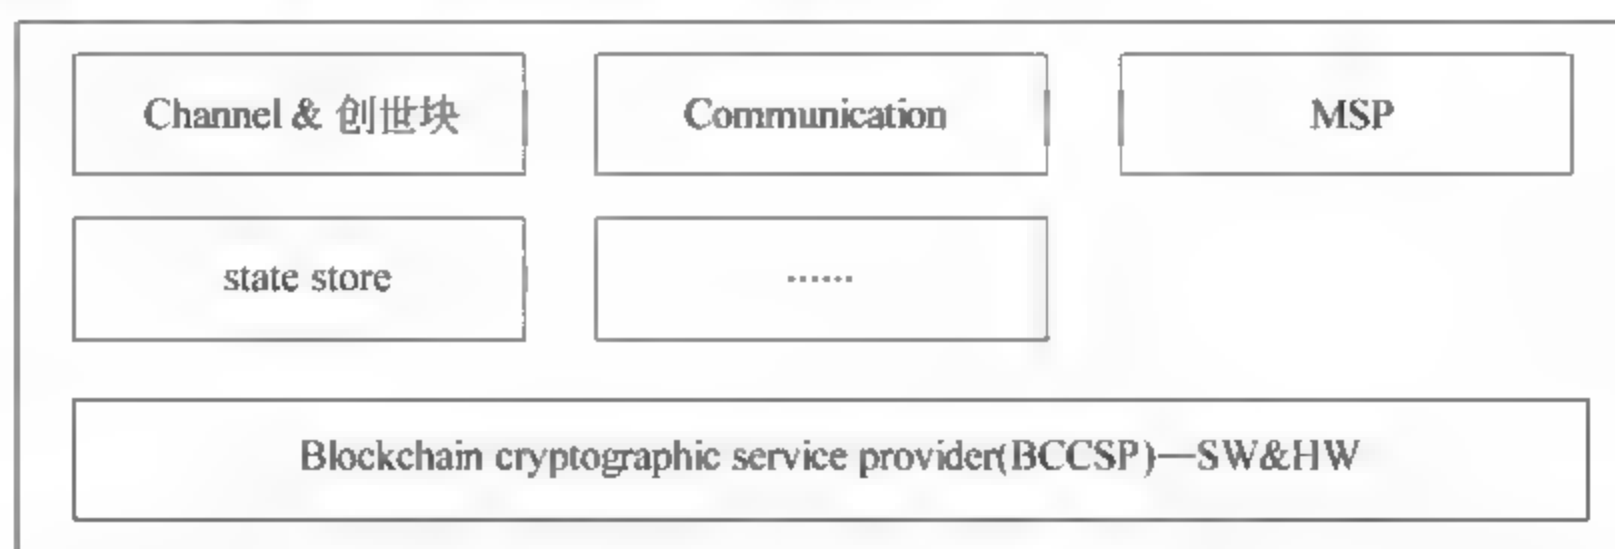 Channel & 创世块
Communication
MSP
state store
······
Blockchain cryptographic service provider(BCCSP)—SW&HW